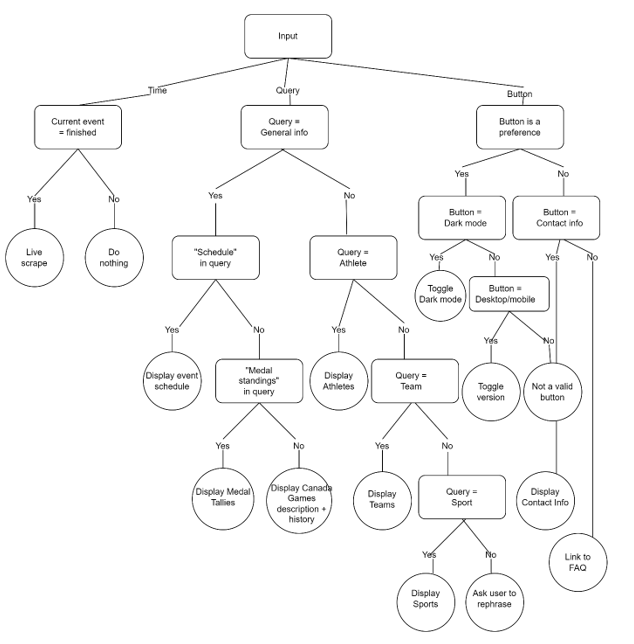 Input
Time
Query
Button
Current event
= finished
Query =
General info
Button is a
preference
Yes
No
Yes
No
Yes
No
Live
scrape
Do
nothing
"Schedule"
in query
Query =
Athlete
Button =
Dark mode
Button =
Contact info
Yes
No
Yes
No
Toggle
Dark mode
Button =
Desktop/mobile
Yes
No
Yes
No
Yes
No
Display event
schedule
"Medal
standings"
in query
Display
Athletes
Query =
Team
Toggle
version
Not a valid
button
Yes
No
Yes
No
Display Medal
Tallies
Display Canada
Games
description +
history
Display
Teams
Query =
Sport
Display
Contact Info
Yes
No
Link to
FAQ
Display
Sports
Ask user to
rephrase